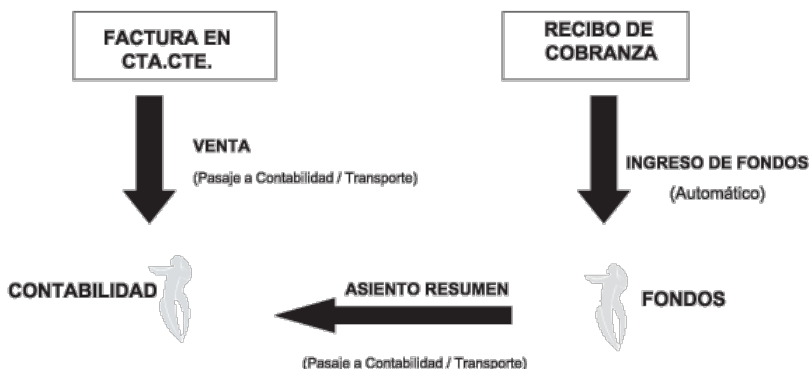 FACTURA EN
CTA.CTE.
RECIBO DE
COBRANZA
VENTA
(Pasaje a Contabilidad / Transporte)
INGRESO DE FONDOS
(Automático)
CONTABILIDAD
ASIENTO RESUMEN
FONDOS
(Pasaje a Contabilidad / Transporte)